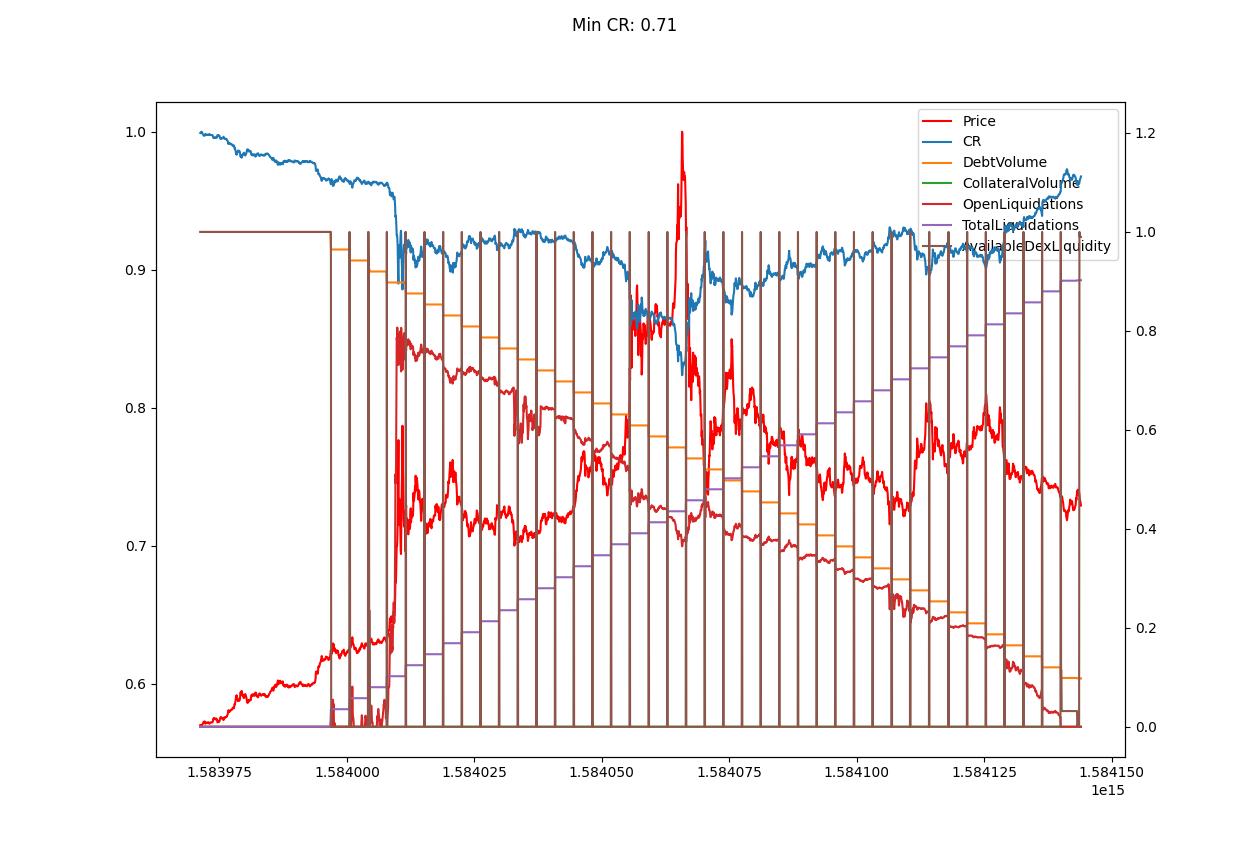 Min CR: 0.71
Price
CR
DebtVolume
CollateralVolume
OpenLiquidations
TotalLiquidations
AvailableDexLiquidity
1.0
0.9
0.8
0.7
0.6
1.2
1.0
0.8
0.6
0.4
0.2
0.0
1.583975 1.584000 1.584025 1.584050 1.584075 1.584100 1.584125 1.584150
1e15